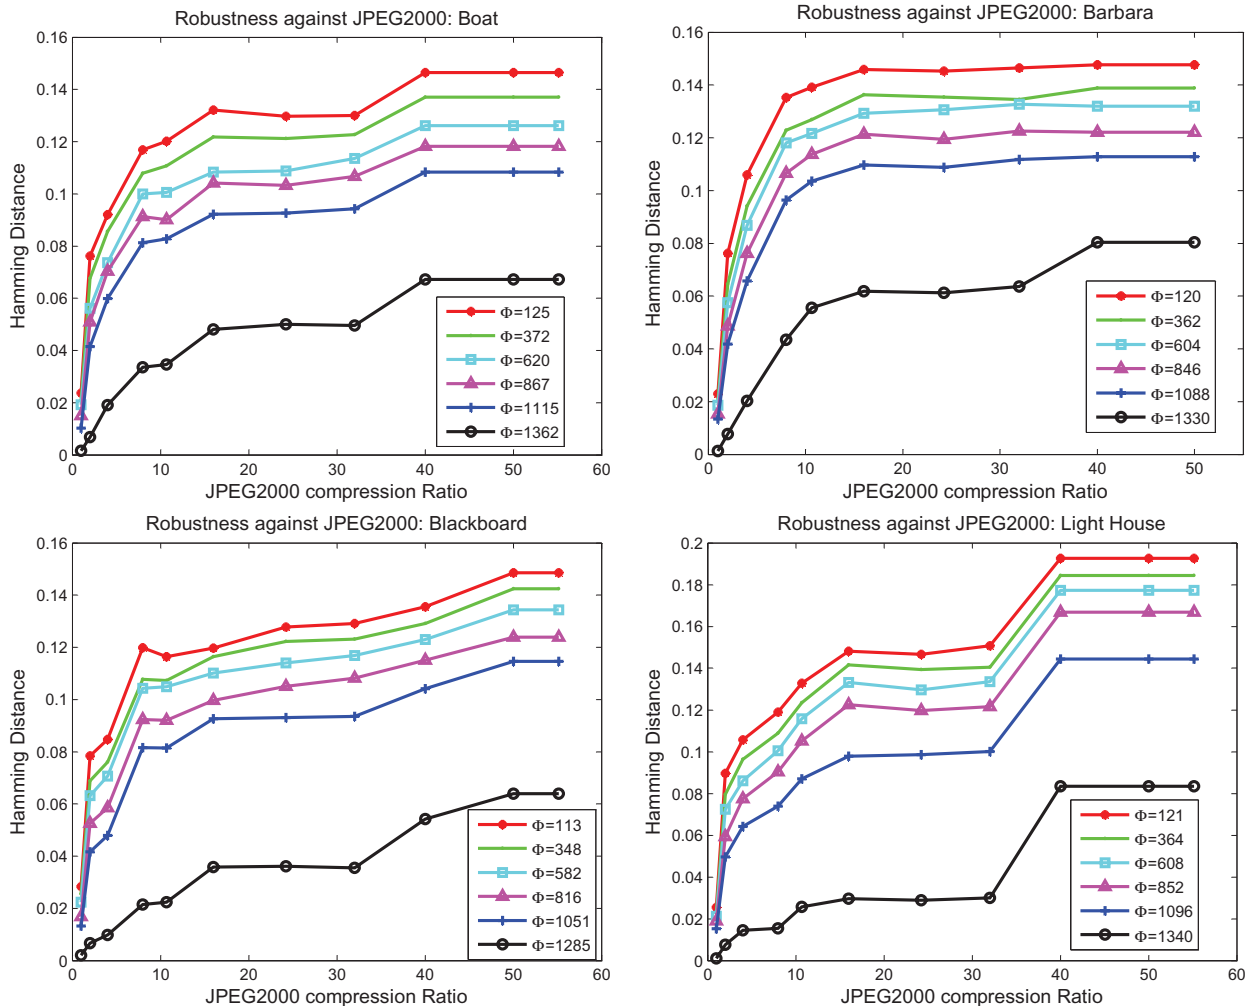 Robustness against JPEG2000: Boat
0.16
0.14
0.12
0.1
0.08
0.06
0.04
0.02
0
Hamming Distance
0 10 20 30 40 50 60
JPEG2000 compression Ratio
Φ=125
Φ=372
Φ=620
Φ=867
Φ=1115
Φ=1362
Robustness against JPEG2000: Barbara
0.16
0.14
0.12
0.1
0.08
0.06
0.04
0.02
0
Hamming Distance
0 10 20 30 40 50
JPEG2000 compression Ratio
Φ=120
Φ=362
Φ=604
Φ=846
Φ=1088
Φ=1330
Robustness against JPEG2000: Blackboard
0.16
0.14
0.12
0.1
0.08
0.06
0.04
0.02
0
Hamming Distance
0 10 20 30 40 50 60
JPEG2000 compression Ratio
Φ=113
Φ=348
Φ=582
Φ=816
Φ=1051
Φ=1285
Robustness against JPEG2000: Light House
0.2
0.18
0.16
0.14
0.12
0.1
0.08
0.06
0.04
0.02
0
Hamming Distance
0 10 20 30 40 50 60
JPEG2000 compression Ratio
Φ=121
Φ=364
Φ=608
Φ=852
Φ=1096
Φ=1340